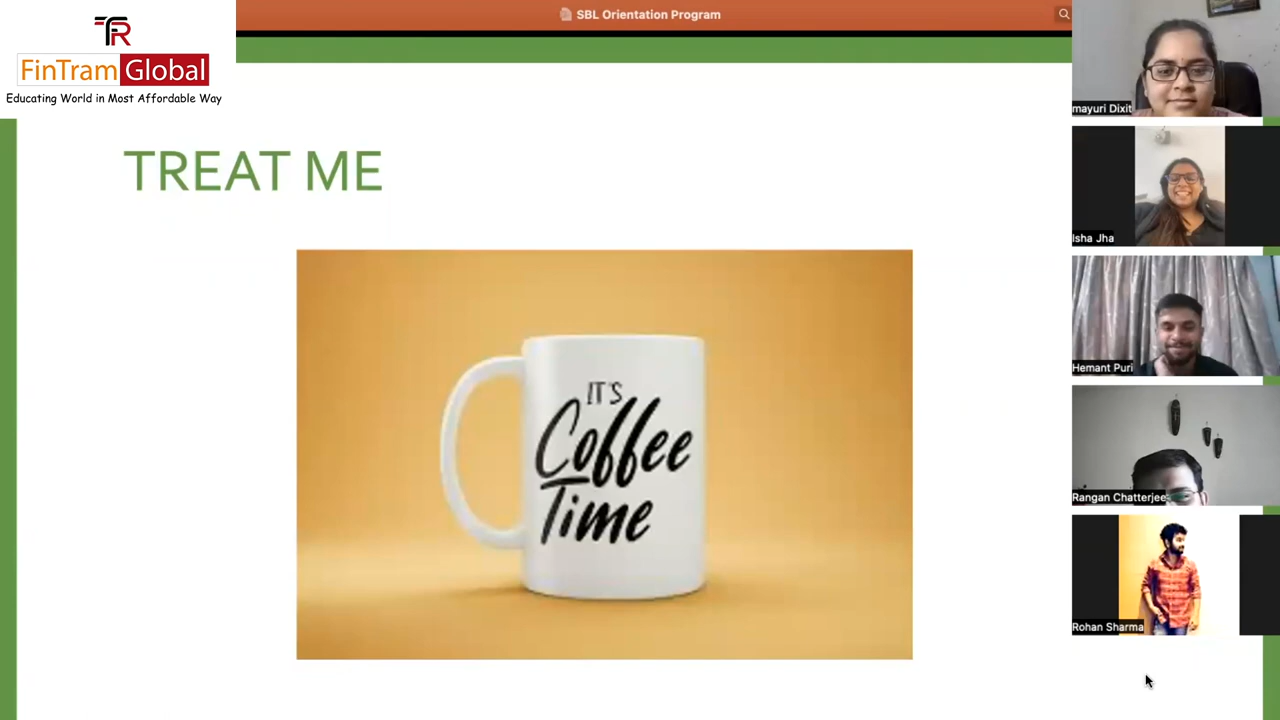 TR
FinTram Global
Educating World in Most Affordable Way
SBL Orientation Program
TREAT ME
IT'S
Coffee
Time
mayuri Dixit
Isha Jha
Hemant Puri
Rangan Chatterjee
Rohan Sharma